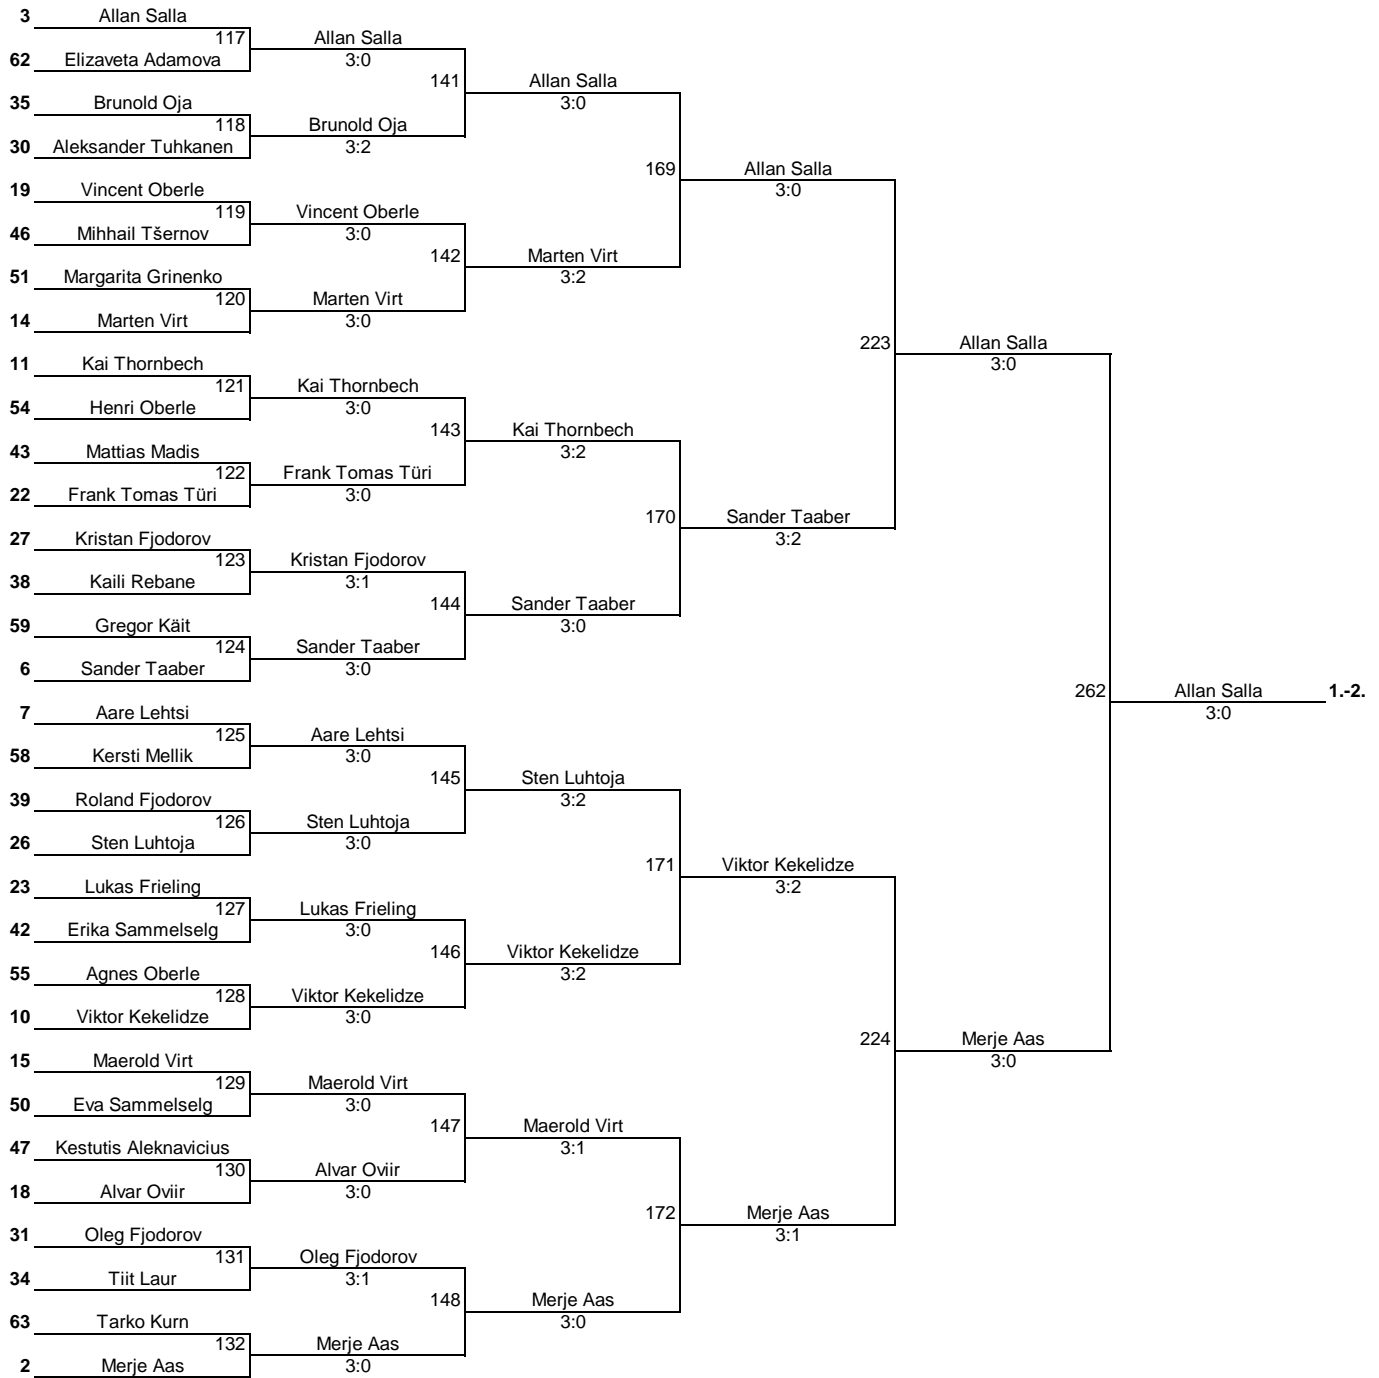 3 Allan Salla
117 Allan Salla
62 Elizaveta Adamova 3:0
141 Allan Salla
35 Brunold Oja 3:0
118 Brunold Oja
30 Aleksander Tuhkanen 3:2
169 Allan Salla
19 Vincent Oberle 3:0
119 Vincent Oberle
46 Mihhail Tšernov 3:0
142 Marten Virt
51 Margarita Grinenko 3:2
120 Marten Virt
14 Marten Virt 3:0
223 Allan Salla
11 Kai Thornbech 3:0
121 Kai Thornbech
54 Henri Oberle 3:0
143 Kai Thornbech
43 Mattias Madis 3:2
122 Frank Tomas Türi
22 Frank Tomas Türi 3:0
170 Sander Taaber
27 Kristan Fjodorov 3:2
123 Kristan Fjodorov
38 Kaili Rebane 3:1
144 Sander Taaber
59 Gregor Käit 3:0
124 Sander Taaber
6 Sander Taaber 3:0
262 Allan Salla 1.-2.
7 Aare Lehtsi 3:0
125 Aare Lehtsi
58 Kersti Mellik 3:0
145 Sten Luhtoja
39 Roland Fjodorov 3:2
126 Sten Luhtoja
26 Sten Luhtoja 3:0
171 Viktor Kekelidze
23 Lukas Frieling 3:2
127 Lukas Frieling
42 Erika Sammelselg 3:0
146 Viktor Kekelidze
55 Agnes Oberle 3:2
128 Viktor Kekelidze
10 Viktor Kekelidze 3:0
224 Merje Aas
15 Maerold Virt 3:0
129 Maerold Virt
50 Eva Sammelselg 3:0
147 Maerold Virt
47 Kestutis Aleknavicius 3:1
130 Alvar Oviir
18 Alvar Oviir 3:0
172 Merje Aas
31 Oleg Fjodorov 3:1
131 Oleg Fjodorov
34 Tiit Laur 3:1
148 Merje Aas
63 Tarko Kurn 3:0
132 Merje Aas
2 Merje Aas 3:0